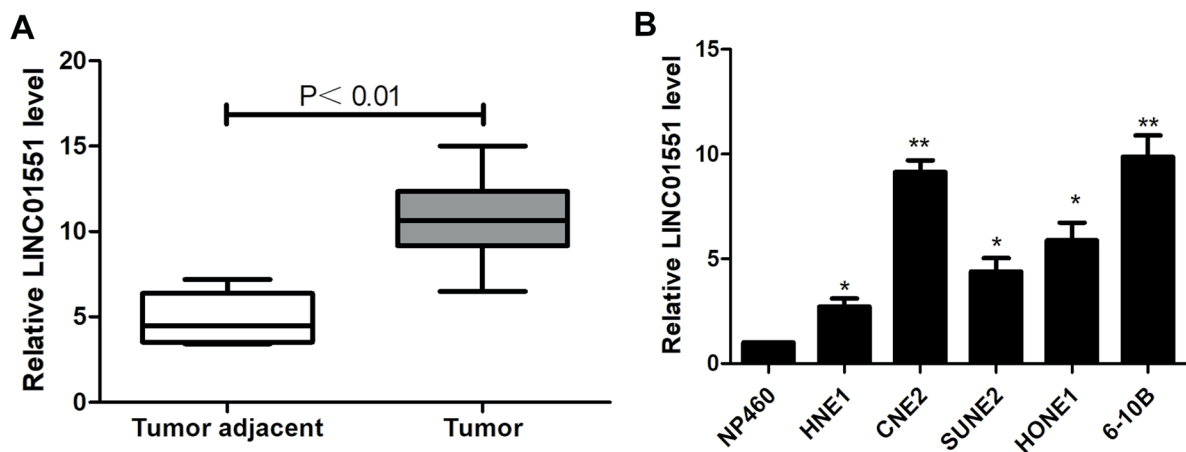 A
Relative LINC01551 level
20
15
10
5
0
P< 0.01
Tumor adjacent
Tumor
B
Relative LINC01551 level
15
10
5
0
*
**
*
*
**
NP460
HNE1
CNE2
SUNE2
HONE1
6-10B